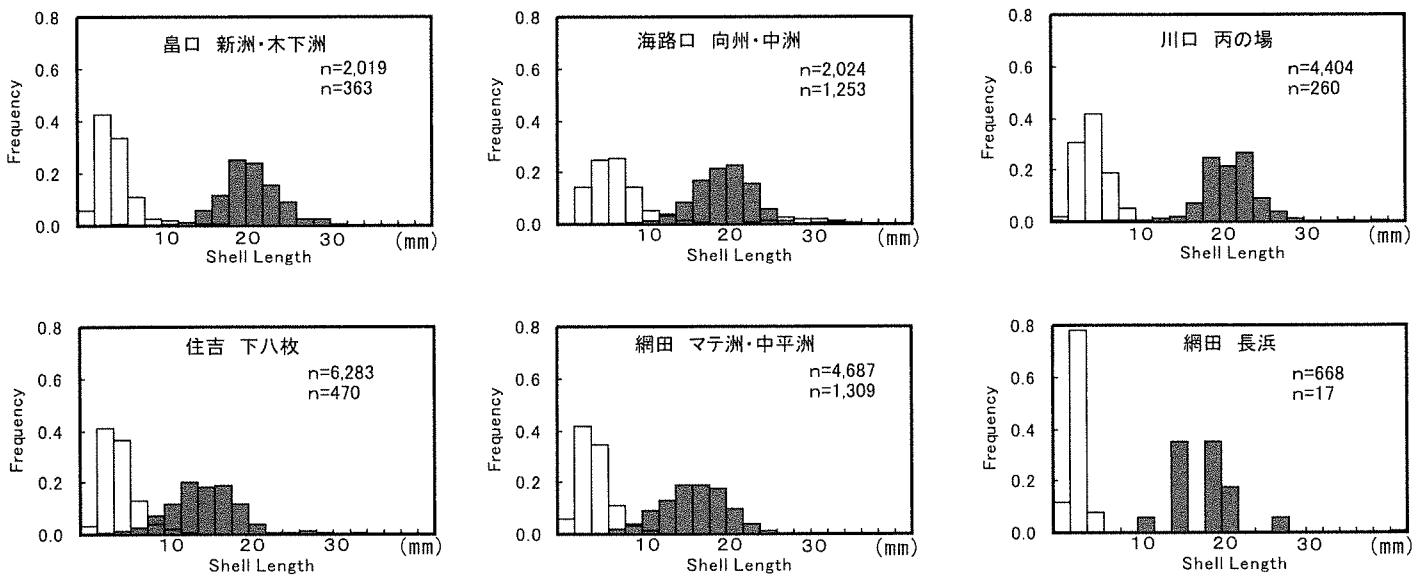 0.8
畠口 新洲・木下洲
n=2,019
n=363
0.6
0.4
0.2
0.0
Frequency
10 20 30 (mm)
Shell Length
0.8
海路口 向州・中洲
n=2,024
n=1,253
0.6
0.4
0.2
0.0
Frequency
10 20 30 (mm)
Shell Length
0.8
川口 丙の場
n=4,404
n=260
0.6
0.4
0.2
0.0
Frequency
10 20 30 (mm)
Shell Length
0.8
住吉 下八枚
n=6,283
n=470
0.6
0.4
0.2
0.0
Frequency
10 20 30 (mm)
Shell Length
0.8
網田 マテ洲・中平洲
n=4,687
n=1,309
0.6
0.4
0.2
0.0
Frequency
10 20 30 (mm)
Shell Length
0.8
網田 長浜
n=668
n=17
0.6
0.4
0.2
0.0
Frequency
10 20 30 (mm)
Shell Length